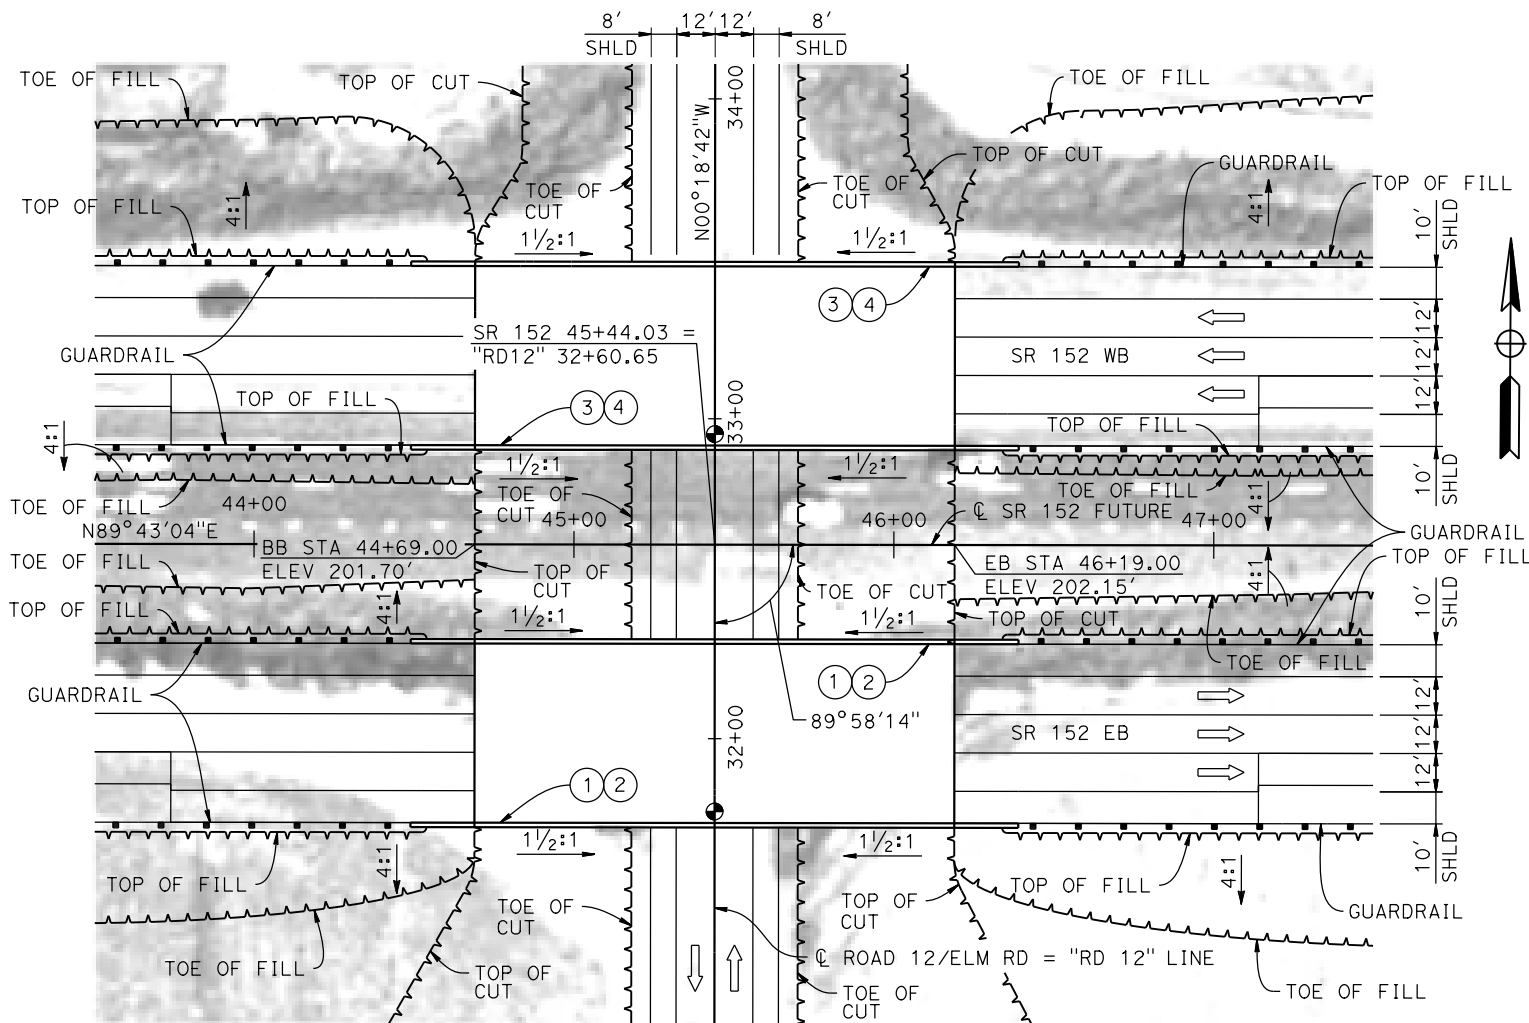 8' 12' 12' 8'
SHLD SHLD
TOE OF FILL
TOP OF CUT
34+00
N00°18'42"W
TOE OF FILL
TOP OF CUT
GUARDRAIL
TOP OF FILL
TOP OF FILL
4:1
TOE OF
CUT
TOE OF
CUT
4:1
10'
SHLD
1½:1
1½:1
3 4
SR 152 45+44.03 =
"RD12" 32+60.65
GUARDRAIL
12'
SR 152 WB
12'
12'
TOP OF FILL
3 4
33+00
TOP OF FILL
4:1
1½:1
1½:1
TOE OF FILL
44+00
TOE OF
CUT
45+00
46+00
TOE OF FILL
4:1
10'
SHLD
℄ SR 152 FUTURE
47+00
N89°43'04"E
GUARDRAIL
BB STA 44+69.00
ELEV 201.70'
EB STA 46+19.00
ELEV 202.15'
TOE OF FILL
TOP OF FILL
TOP OF
CUT
TOE OF CUT
4:1
TOP OF FILL
4:1
1½:1
1½:1
TOP OF CUT
10'
SHLD
TOE OF FILL
GUARDRAIL
1 2
89°58'14"
12'
32+00
SR 152 EB
12'
12'
1 2
1½:1
1½:1
4:1
4:1
10'
SHLD
TOP OF FILL
TOP OF FILL
TOE OF
CUT
TOP OF
CUT
GUARDRAIL
TOE OF FILL
TOP OF
CUT
℄ ROAD 12/ELM RD = "RD 12" LINE
TOE OF
CUT
TOE OF FILL